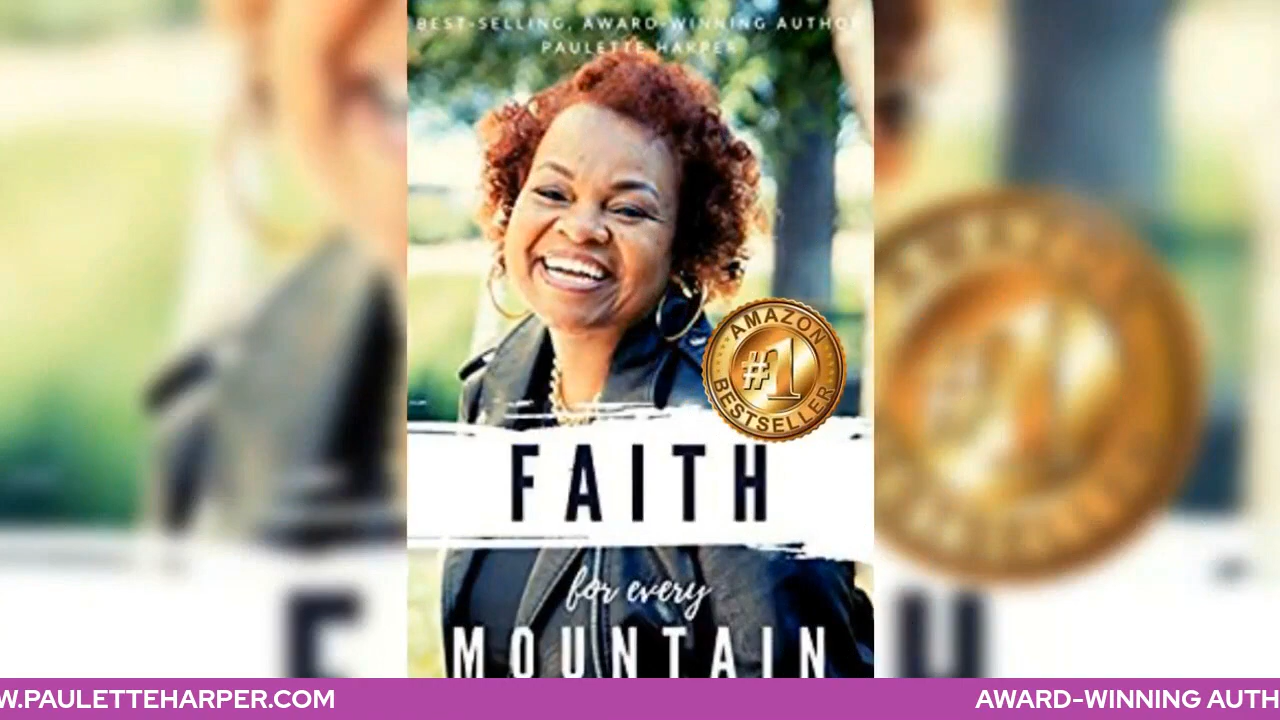 BEST-SELLING, AWARD-WINNING AUTHOR
PAULETTE HARPER
AMAZON
#1
BESTSELLER
FAITH
for every
MOUNTAIN
W.PAULETTEHARPER.COM
AWARD-WINNING AUTH